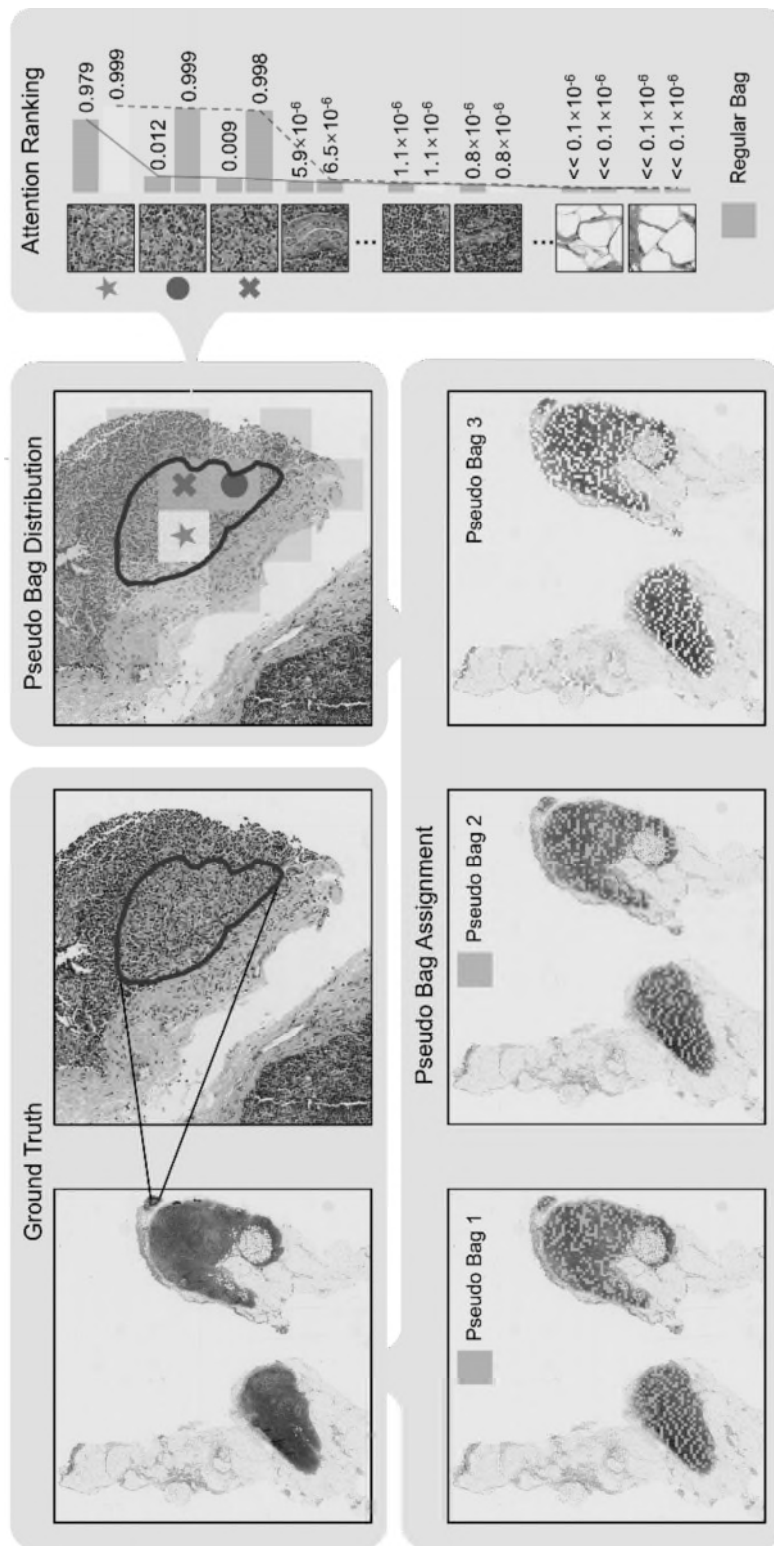 Ground Truth
Pseudo Bag Distribution
Attention Ranking
0.979
0.999
0.012
0.999
0.009
0.998
5.9×10⁻⁶
6.5×10⁻⁶
...
1.1×10⁻⁶
1.1×10⁻⁶
0.8×10⁻⁶
0.8×10⁻⁶
...
<< 0.1×10⁻⁶
<< 0.1×10⁻⁶
<< 0.1×10⁻⁶
<< 0.1×10⁻⁶
Regular Bag
Pseudo Bag Assignment
Pseudo Bag 1
Pseudo Bag 2
Pseudo Bag 3